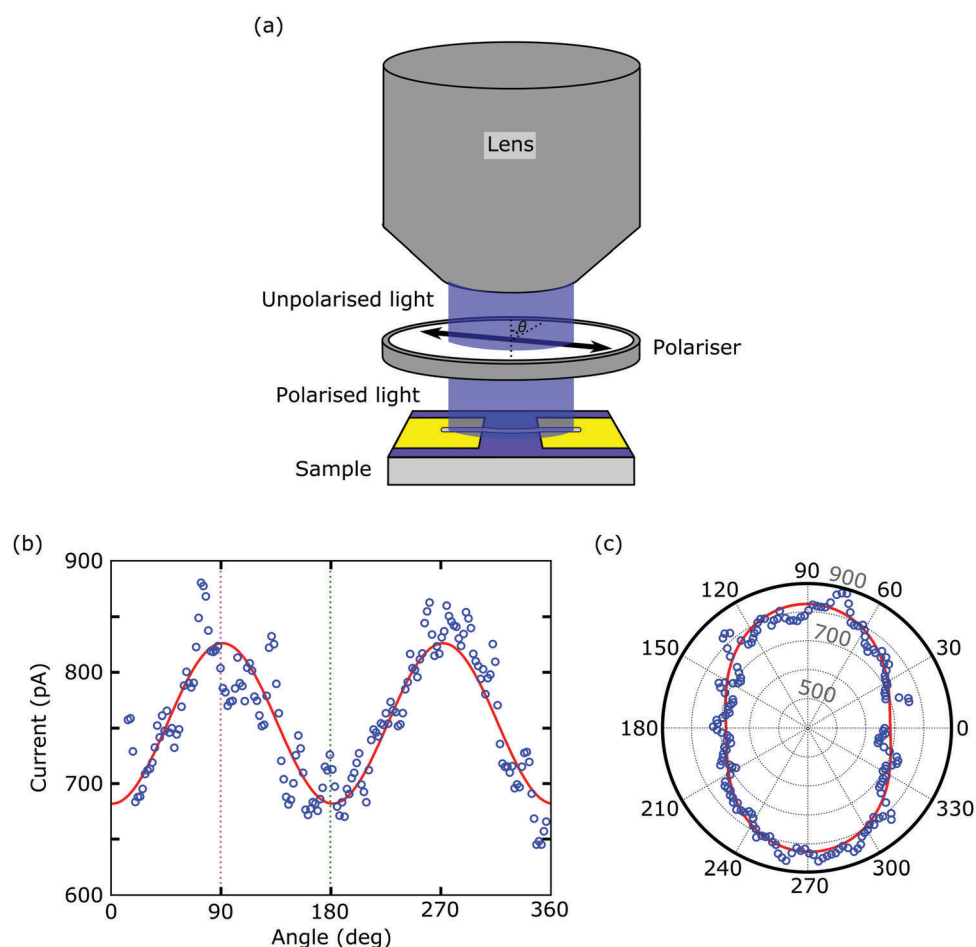 (a)
Lens
Unpolarised light
θ
Polariser
Polarised light
Sample
(b)
900
800
700
600
Current (pA)
0
90
180
270
360
Angle (deg)
(c)
90
900
120
60
700
150
30
500
180
0
210
330
240
300
270